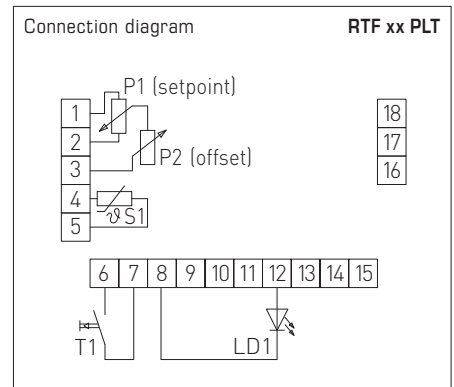 Connection diagram RTF xx PLT
P1 (setpoint)
1
2
3
4
5
P2 (offset)
ϑ S1
18
17
16
6 7 8 9 10 11 12 13 14 15
T1
LD1